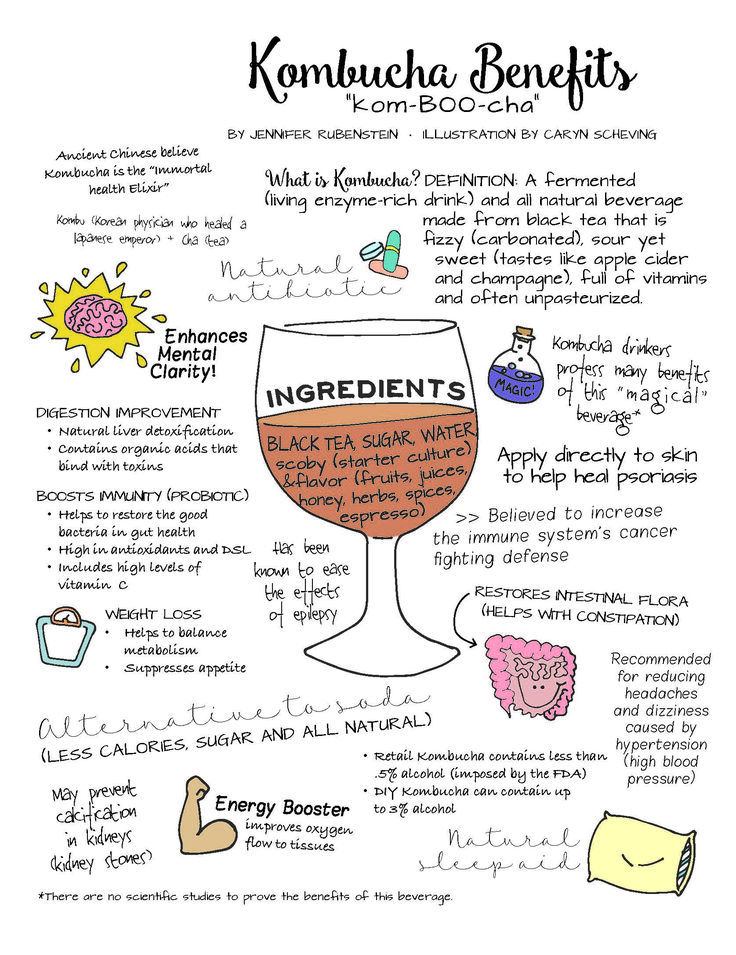 Kombucha Benefits
"Kom-BOO-cha"
BY JENNIFER RUBENSTEIN • ILLUSTRATION BY CARYN SCHEVING
Ancient Chinese believe
Kombucha is the "Immortal
health Elixir"
Kombu (Korean physician who healed a
Japanese emperor) + Cha (tea)
What is Kombucha? DEFINITION: A fermented
(living enzyme-rich drink) and all natural beverage
made from black tea that is
fizzy (carbonated), sour yet
sweet (tastes like apple cider
and champagne), full of vitamins
and often unpasteurized.
Natural
antibiotic
Enhances
Mental
Clarity!
MAGIC!
Kombucha drinkers
profess many benefits
of this "magical"
beverage*
INGREDIENTS
BLACK TEA, SUGAR, WATER
scoby (starter culture)
&flavor (fruits, juices,
honey, herbs, spices,
espresso)
DIGESTION IMPROVEMENT
• Natural liver detoxification
• Contains organic acids that
bind with toxins
BOOSTS IMMUNITY (PROBIOTIC)
• Helps to restore the good
bacteria in gut health
• High in antioxidants and DSL
• Includes high levels of
vitamin C
Apply directly to skin
to help heal psoriasis
>> Believed to increase
the immune system's cancer
fighting defense
Has been
known to ease
the effects
of epilepsy
RESTORES INTESTINAL FLORA
(HELPS WITH CONSTIPATION)
WEIGHT LOSS
• Helps to balance
metabolism
• Suppresses appetite
Recommended
for reducing
headaches
and dizziness
caused by
hypertension
(high blood
pressure)
Alternative to soda
(LESS CALORIES, SUGAR AND ALL NATURAL)
• Retail Kombucha contains less than
.5% alcohol (imposed by the FDA)
• DIY Kombucha can contain up
to 3% alcohol
May prevent
calcification
in kidneys
(kidney stones)
Energy Booster
improves oxygen
flow to tissues
Natural
sleep aid
*There are no scientific studies to prove the benefits of this beverage.